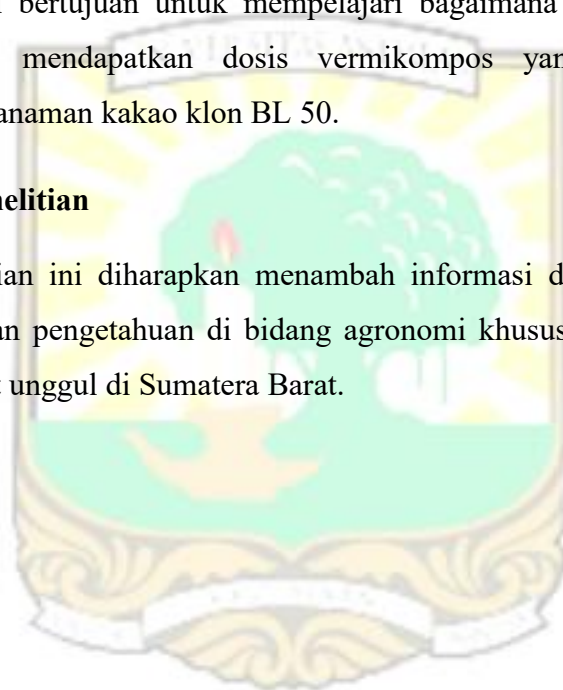 bertujuan untuk mempelajari bagaimana
mendapatkan dosis vermikompos yan
anaman kakao klon BL 50.
nelitian
ian ini diharapkan menambah informasi d
an pengetahuan di bidang agronomi khusus
unggul di Sumatera Barat.